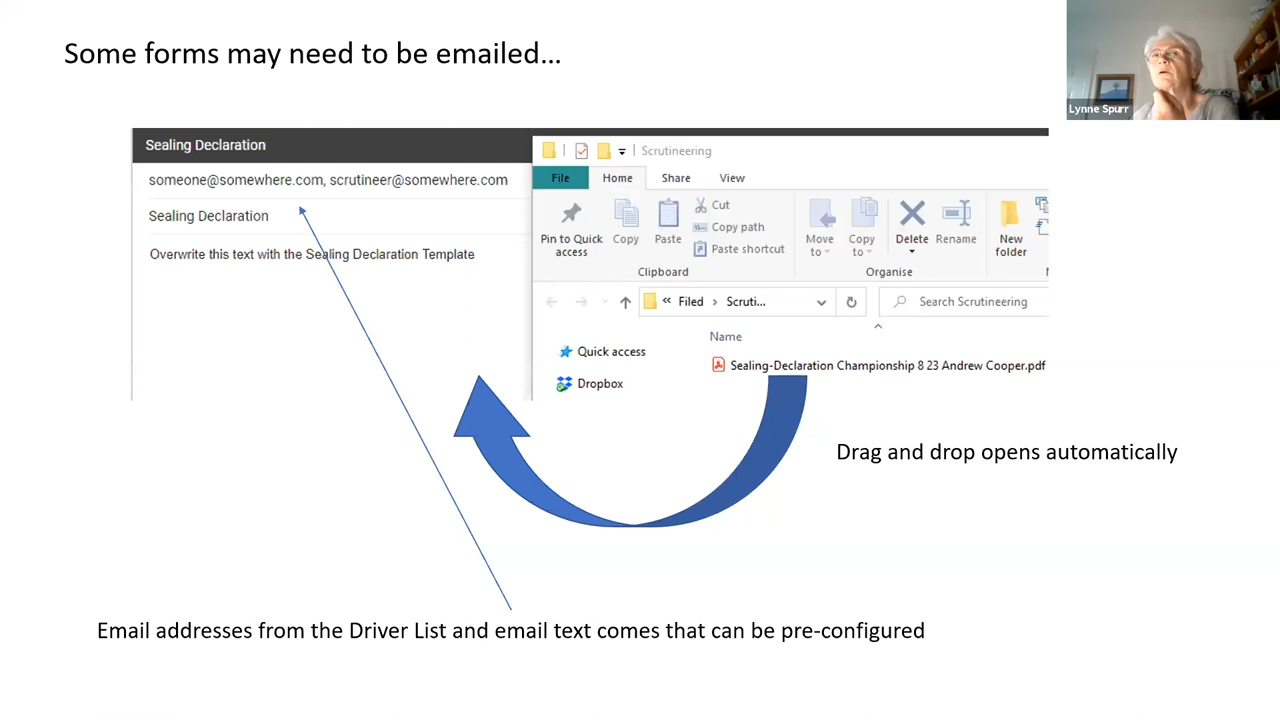 Some forms may need to be emailed…
Lynne Spurr
Sealing Declaration
someone@somewhere.com, scrutineer@somewhere.com
Sealing Declaration
Overwrite this text with the Sealing Declaration Template
Scrutineering
File Home Share View
Pin to Quick access
Copy
Paste
Cut
Copy path
Paste shortcut
Clipboard
Move to
Copy to
Delete
Rename
Organise
New folder
« Filed › Scruti...
Search Scrutineering
Name
Quick access
Sealing-Declaration Championship 8 23 Andrew Cooper.pdf
Dropbox
Drag and drop opens automatically
Email addresses from the Driver List and email text comes that can be pre-configured